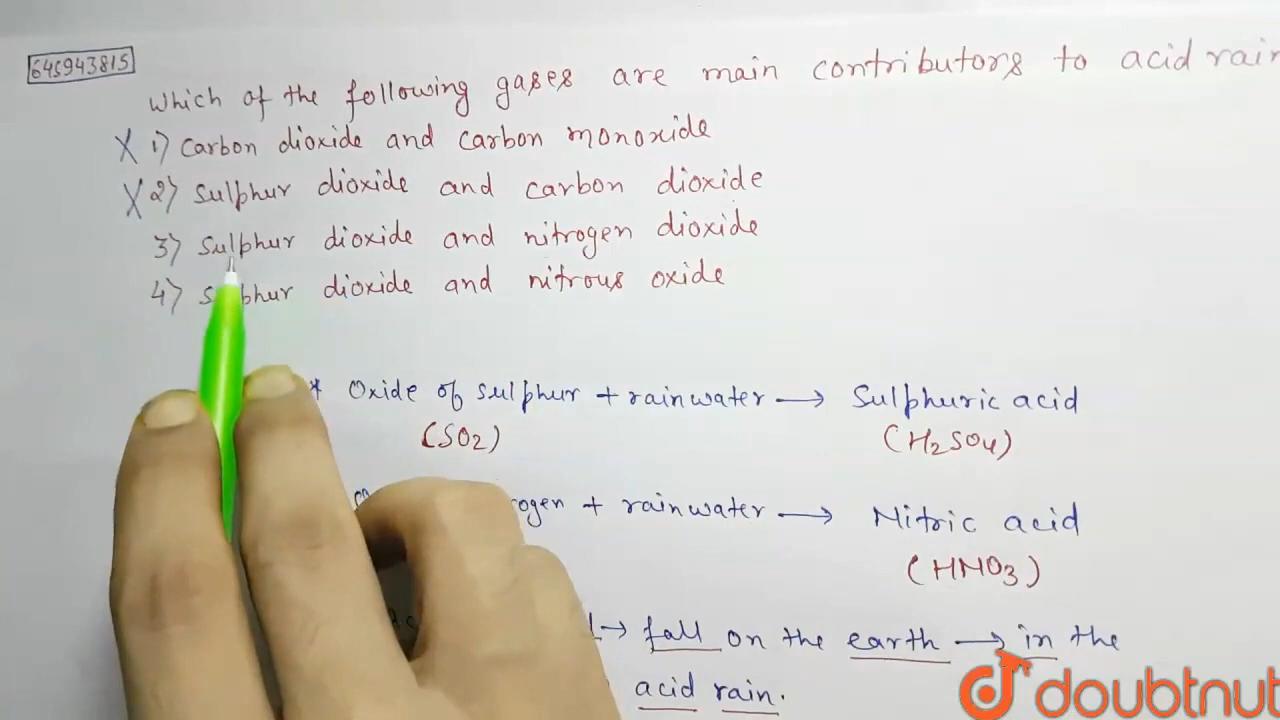 645943815
Which of the following gases are main contributors to acid rain
X 1) Carbon dioxide and carbon monoxide
X 2) Sulphur dioxide and carbon dioxide
3) Sulphur dioxide and nitrogen dioxide
4) Sulphur dioxide and nitrous oxide
* Oxide of sulphur + rainwater → Sulphuric acid
(SO2) (H2SO4)
+ rainwater → Nitric acid
(HNO3)
→ fall on the earth → in the
acid rain.
doubtnut